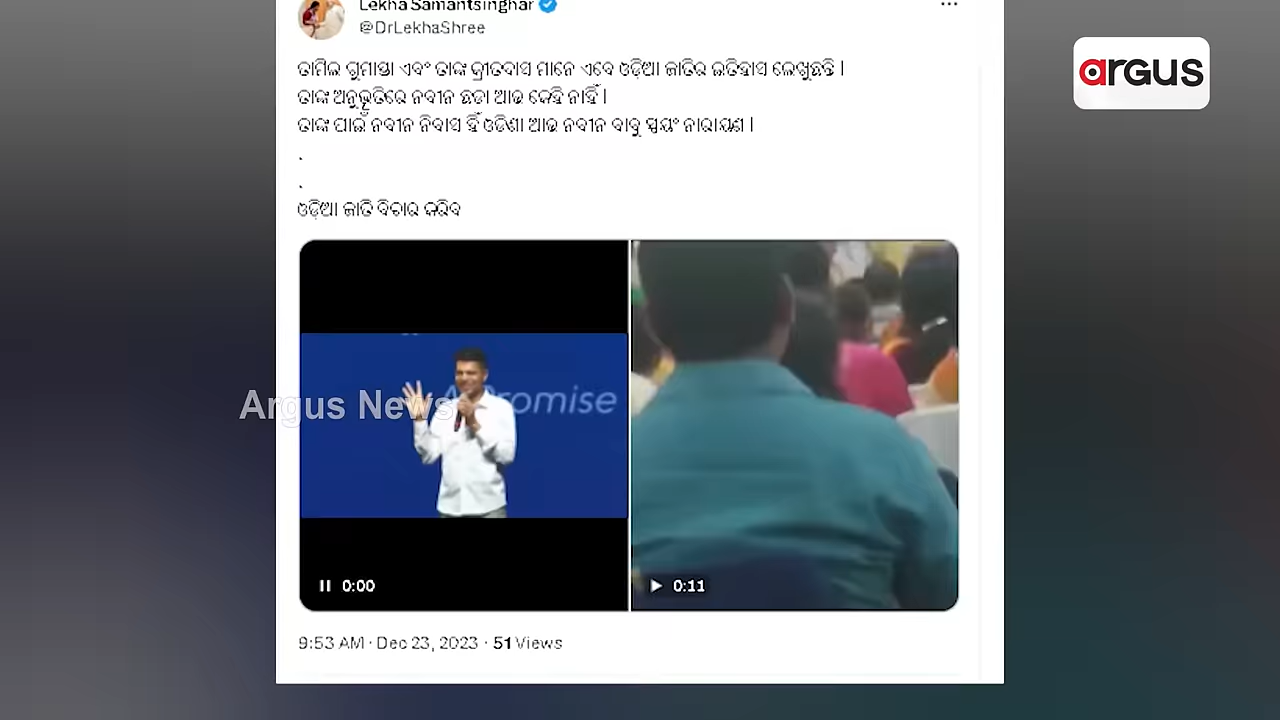 Lekha Samantsinghar
@DrLekhaShree
argus
ତାମିଲ ଗୁମାସ୍ତା ଏବଂ ତାଙ୍କ କ୍ରୀତଦାସ ମାନେ ଏବେ ଓଡ଼ିଆ ଜାତିର ଇତିହାସ ଲେଖୁଛନ୍ତି ।
ତାଙ୍କ ଅନୁଭୂତିରେ ନବୀନ ଛଡା ଆଉ କେହି ନାହିଁ ।
ତାଙ୍କ ପାଇଁ ନବୀନ ନିବାସ ହିଁ ଓଡିଶା ଆଉ ନବୀନ ବାବୁ ସ୍ୱୟଂ ନାରାୟଣ ।
.
.
ଓଡ଼ିଆ ଜାତି ବିଚାର କରିବ
A Promise
Argus News
0:00
0:11
9:53 AM · Dec 23, 2023 · 51 Views